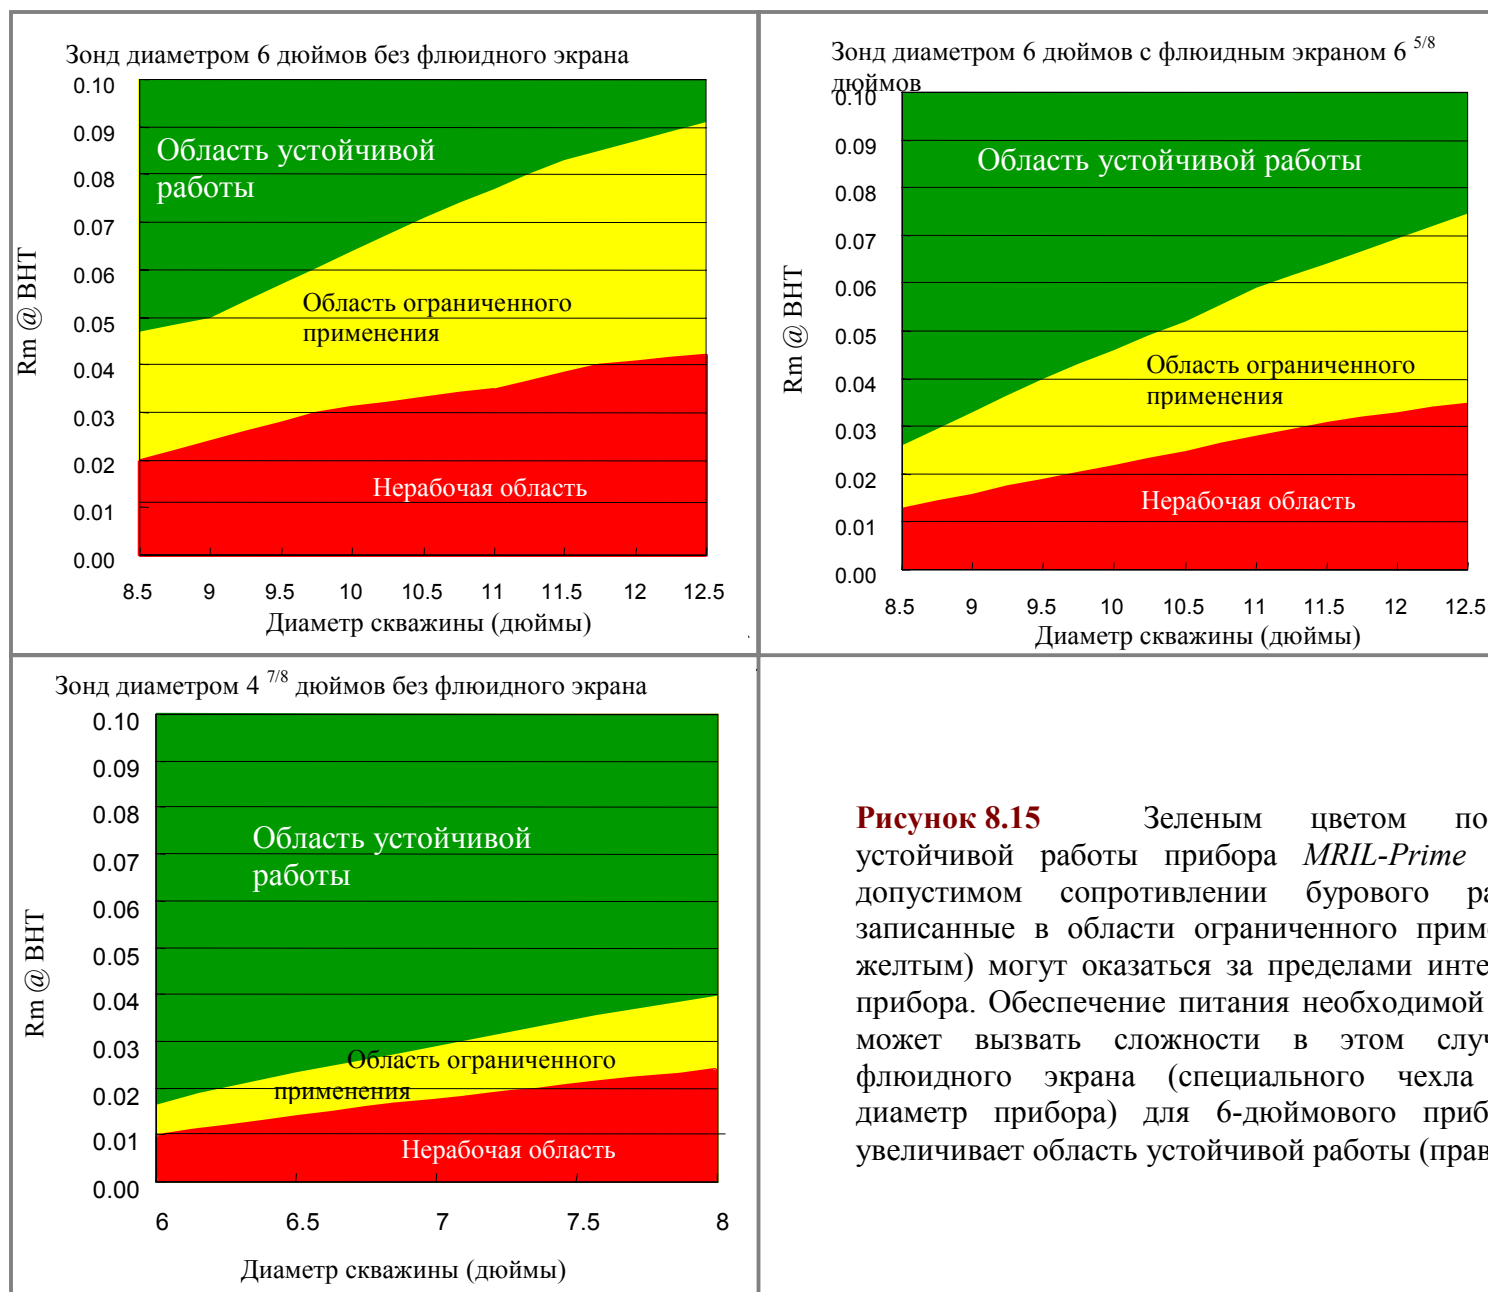 Зонд диаметром 6 дюймов без флюидного экрана
0.10
0.09
0.08
0.07
0.06
0.05
0.04
0.03
0.02
0.01
0.00
Rm @ BHT
Область устойчивой
работы
Область ограниченного
применения
Нерабочая область
8.5 9 9.5 10 10.5 11 11.5 12 12.5
Диаметр скважины (дюймы)
Зонд диаметром 6 дюймов с флюидным экраном 6 5/8
дюймов
0.10
0.09
0.08
0.07
0.06
0.05
0.04
0.03
0.02
0.01
0.00
Rm @ BHT
Область устойчивой работы
Область ограниченного
применения
Нерабочая область
8.5 9 9.5 10 10.5 11 11.5 12 12.5
Диаметр скважины (дюймы)
Зонд диаметром 4 7/8 дюймов без флюидного экрана
0.10
0.09
0.08
0.07
0.06
0.05
0.04
0.03
0.02
0.01
0.00
Rm @ BHT
Область устойчивой
работы
Область ограниченного
применения
Нерабочая область
6 6.5 7 7.5 8
Диаметр скважины (дюймы)
Рисунок 8.15 Зеленым цветом по
устойчивой работы прибора MRIL-Prime
допустимом сопротивлении бурового ра
записанные в области ограниченного прим
желтым) могут оказаться за пределами инте
прибора. Обеспечение питания необходимой
может вызвать сложности в этом случ
флюидного экрана (специального чехла
диаметр прибора) для 6-дюймового приб
увеличивает область устойчивой работы (прав